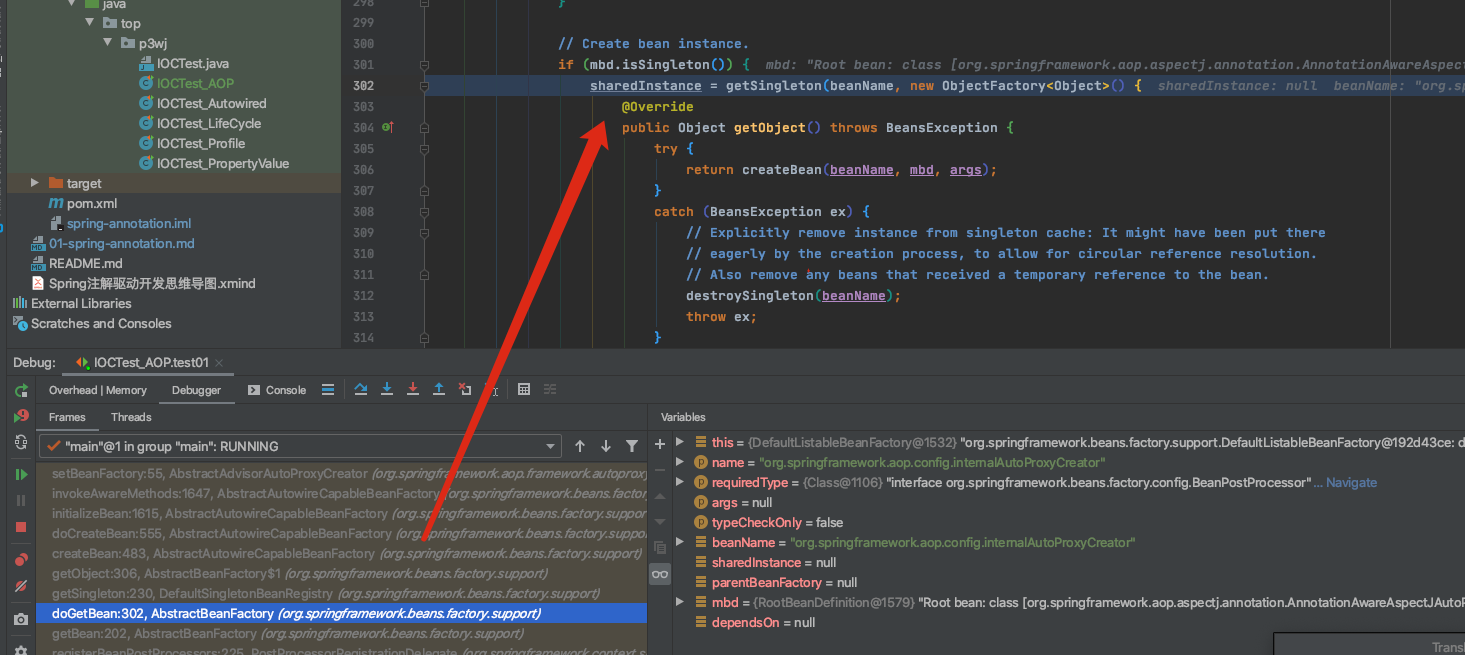 java
top
p3wj
IOCTest.java
IOCTest_AOP
IOCTest_Autowired
IOCTest_LifeCycle
IOCTest_Profile
IOCTest_PropertyValue
target
pom.xml
spring-annotation.iml
01-spring-annotation.md
README.md
Spring注解驱动开发思维导图.xmind
External Libraries
Scratches and Consoles
298 }
299
300 // Create bean instance.
301 if (mbd.isSingleton()) { mbd: "Root bean: class [org.springframework.aop.aspectj.annotation.AnnotationAwareAspec
302 sharedInstance = getSingleton(beanName, new ObjectFactory<Object>() { sharedInstance: null beanName: "org.sp
303 @Override
304 public Object getObject() throws BeansException {
305 try {
306 return createBean(beanName, mbd, args);
307 }
308 catch (BeansException ex) {
309 // Explicitly remove instance from singleton cache: It might have been put there
310 // eagerly by the creation process, to allow for circular reference resolution.
311 // Also remove any beans that received a temporary reference to the bean.
312 destroySingleton(beanName);
313 throw ex;
314 }
Debug: IOCTest_AOP.test01
Overhead | Memory Debugger Console
Frames Threads
"main"@1 in group "main": RUNNING
setBeanFactory:55, AbstractAdvisorAutoProxyCreator (org.springframework.aop.framework.autoproxy
invokeAwareMethods:1647, AbstractAutowireCapableBeanFactory (org.springframework.beans.factory
initializeBean:1615, AbstractAutowireCapableBeanFactory (org.springframework.beans.factory.suppor
doCreateBean:555, AbstractAutowireCapableBeanFactory (org.springframework.beans.factory.suppo
createBean:483, AbstractAutowireCapableBeanFactory (org.springframework.beans.factory.support)
getObject:306, AbstractBeanFactory$1 (org.springframework.beans.factory.support)
getSingleton:230, DefaultSingletonBeanRegistry (org.springframework.beans.factory.support)
doGetBean:302, AbstractBeanFactory (org.springframework.beans.factory.support)
getBean:202, AbstractBeanFactory (org.springframework.beans.factory.support)
registerBeanPostProcessors:225, PostProcessorRegistrationDelegate (org.springframework.context.s
Variables
this = {DefaultListableBeanFactory@1532} "org.springframework.beans.factory.support.DefaultListableBeanFactory@192d43ce: d
name = "org.springframework.aop.config.internalAutoProxyCreator"
requiredType = {Class@1106} "interface org.springframework.beans.factory.config.BeanPostProcessor" ... Navigate
args = null
typeCheckOnly = false
beanName = "org.springframework.aop.config.internalAutoProxyCreator"
sharedInstance = null
parentBeanFactory = null
mbd = {RootBeanDefinition@1579} "Root bean: class [org.springframework.aop.aspectj.annotation.AnnotationAwareAspectJAutoP
dependsOn = null
Transl